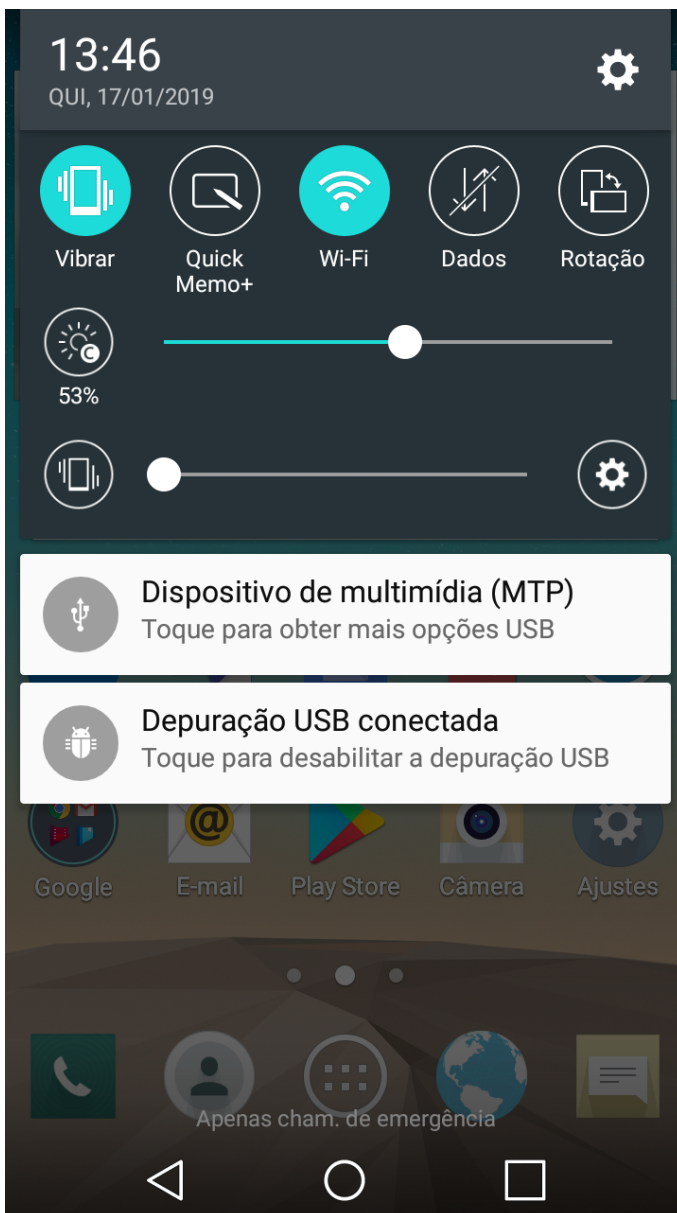 13:46
QUI, 17/01/2019
Vibrar
Quick
Memo+
Wi-Fi
Dados
Rotação
C
53%
Dispositivo de multimídia (MTP)
Toque para obter mais opções USB
Depuração USB conectada
Toque para desabilitar a depuração USB
@
Google
E-mail
Play Store
Câmera
Ajustes
Apenas cham. de emergência